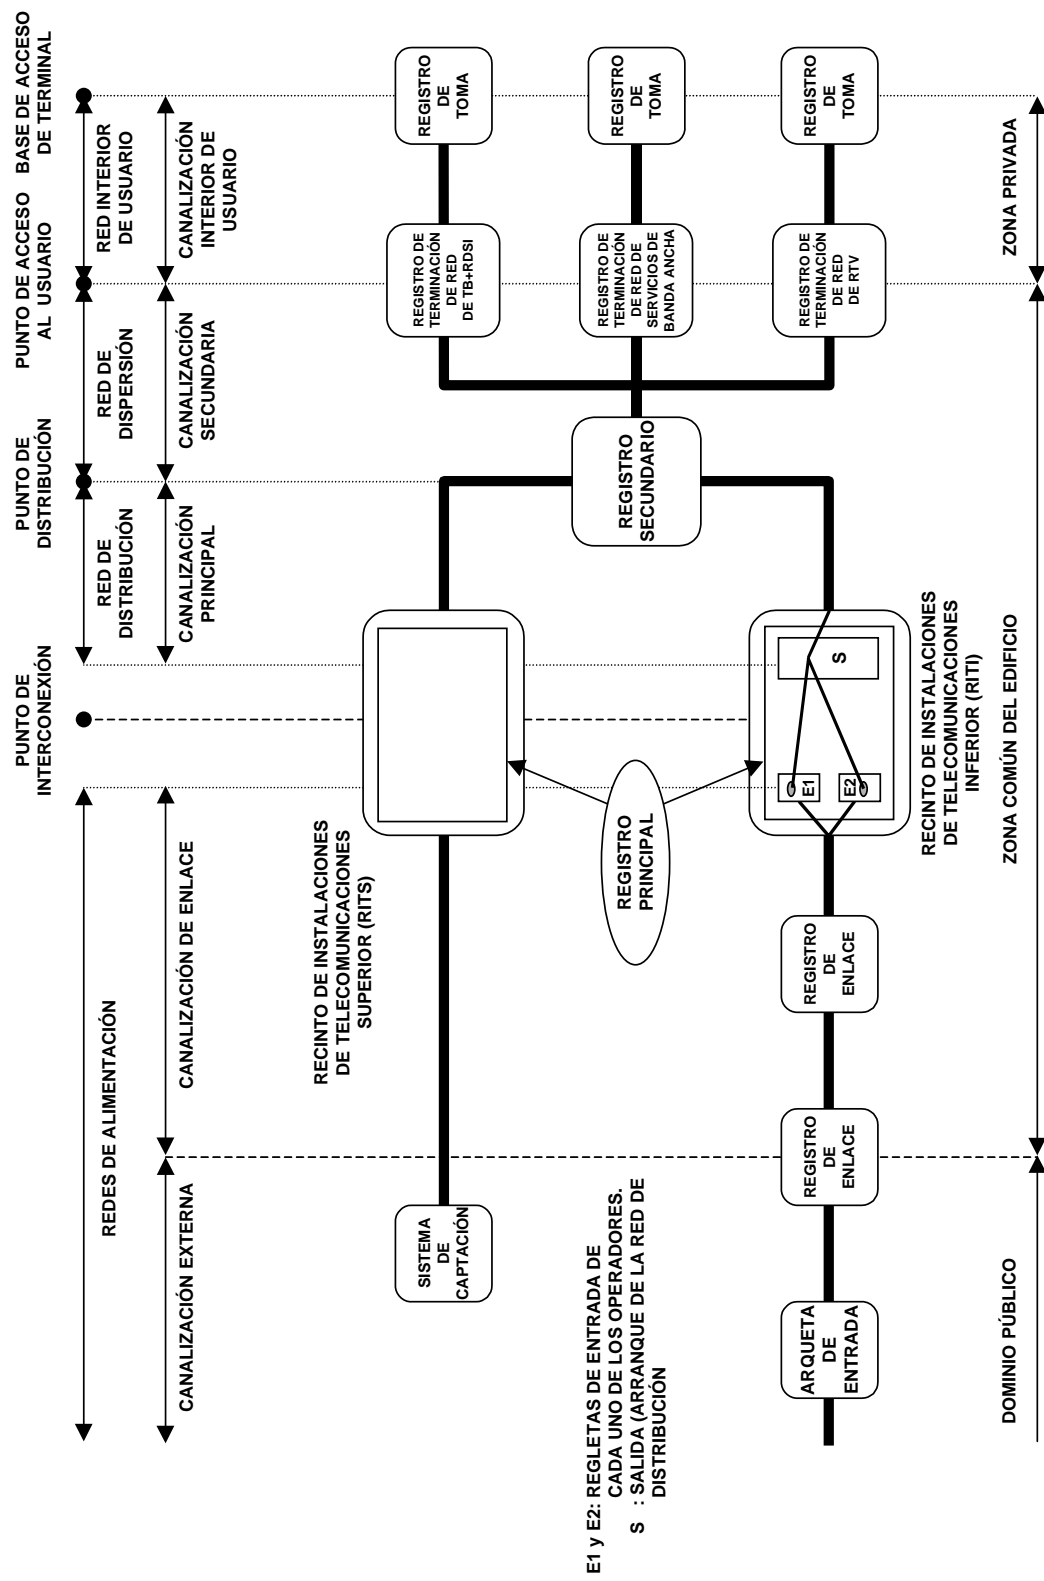 PUNTO DE
INTERCONEXIÓN
PUNTO DE
DISTRIBUCIÓN
PUNTO DE ACCESO
AL USUARIO
BASE DE ACCESO
DE TERMINAL
REDES DE ALIMENTACIÓN
RED DE
DISTRIBUCIÓN
RED DE
DISPERSIÓN
RED INTERIOR
DE USUARIO
CANALIZACIÓN EXTERNA
CANALIZACIÓN DE ENLACE
CANALIZACIÓN
PRINCIPAL
CANALIZACIÓN
SECUNDARIA
CANALIZACIÓN
INTERIOR DE
USUARIO
RECINTO DE INSTALACIONES
DE TELECOMUNICACIONES
SUPERIOR (RITS)
SISTEMA
DE
CAPTACIÓN
REGISTRO DE
TERMINACIÓN
DE RED
DE TB+RDSI
REGISTRO
DE
TOMA
REGISTRO
PRINCIPAL
REGISTRO
SECUNDARIO
REGISTRO
TERMINACIÓN
DE RED DE
SERVICIOS DE
BANDA ANCHA
REGISTRO
DE
TOMA
E1 y E2: REGLETAS DE ENTRADA DE
CADA UNO DE LOS OPERADORES.
S : SALIDA (ARRANQUE DE LA RED DE
DISTRIBUCIÓN
ARQUETA
DE
ENTRADA
REGISTRO
DE
ENLACE
REGISTRO
DE
ENLACE
E1
E2
S
REGISTRO DE
TERMINACIÓN
DE RED
DE RTV
REGISTRO
DE
TOMA
RECINTO DE INSTALACIONES
DE TELECOMUNICACIONES
INFERIOR (RITI)
DOMINIO PÚBLICO
ZONA COMÚN DEL EDIFICIO
ZONA PRIVADA